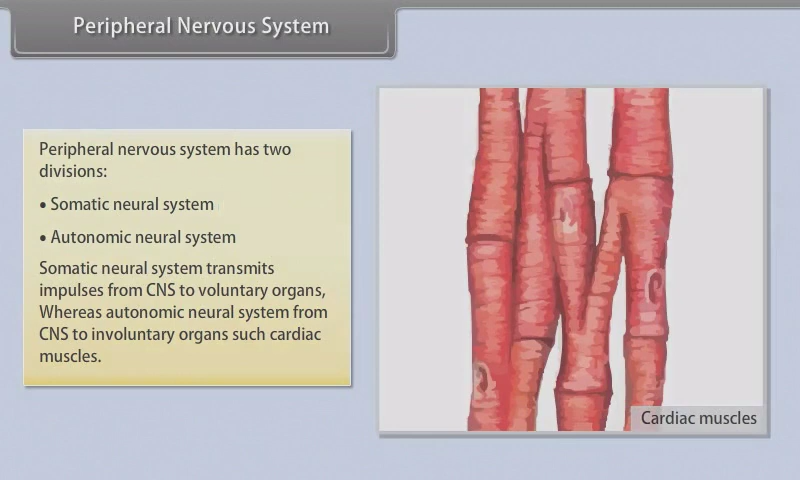 Peripheral Nervous System
Peripheral nervous system has two
divisions:
• Somatic neural system
• Autonomic neural system
Somatic neural system transmits
impulses from CNS to voluntary organs,
Whereas autonomic neural system from
CNS to involuntary organs such cardiac
muscles.
Cardiac muscles